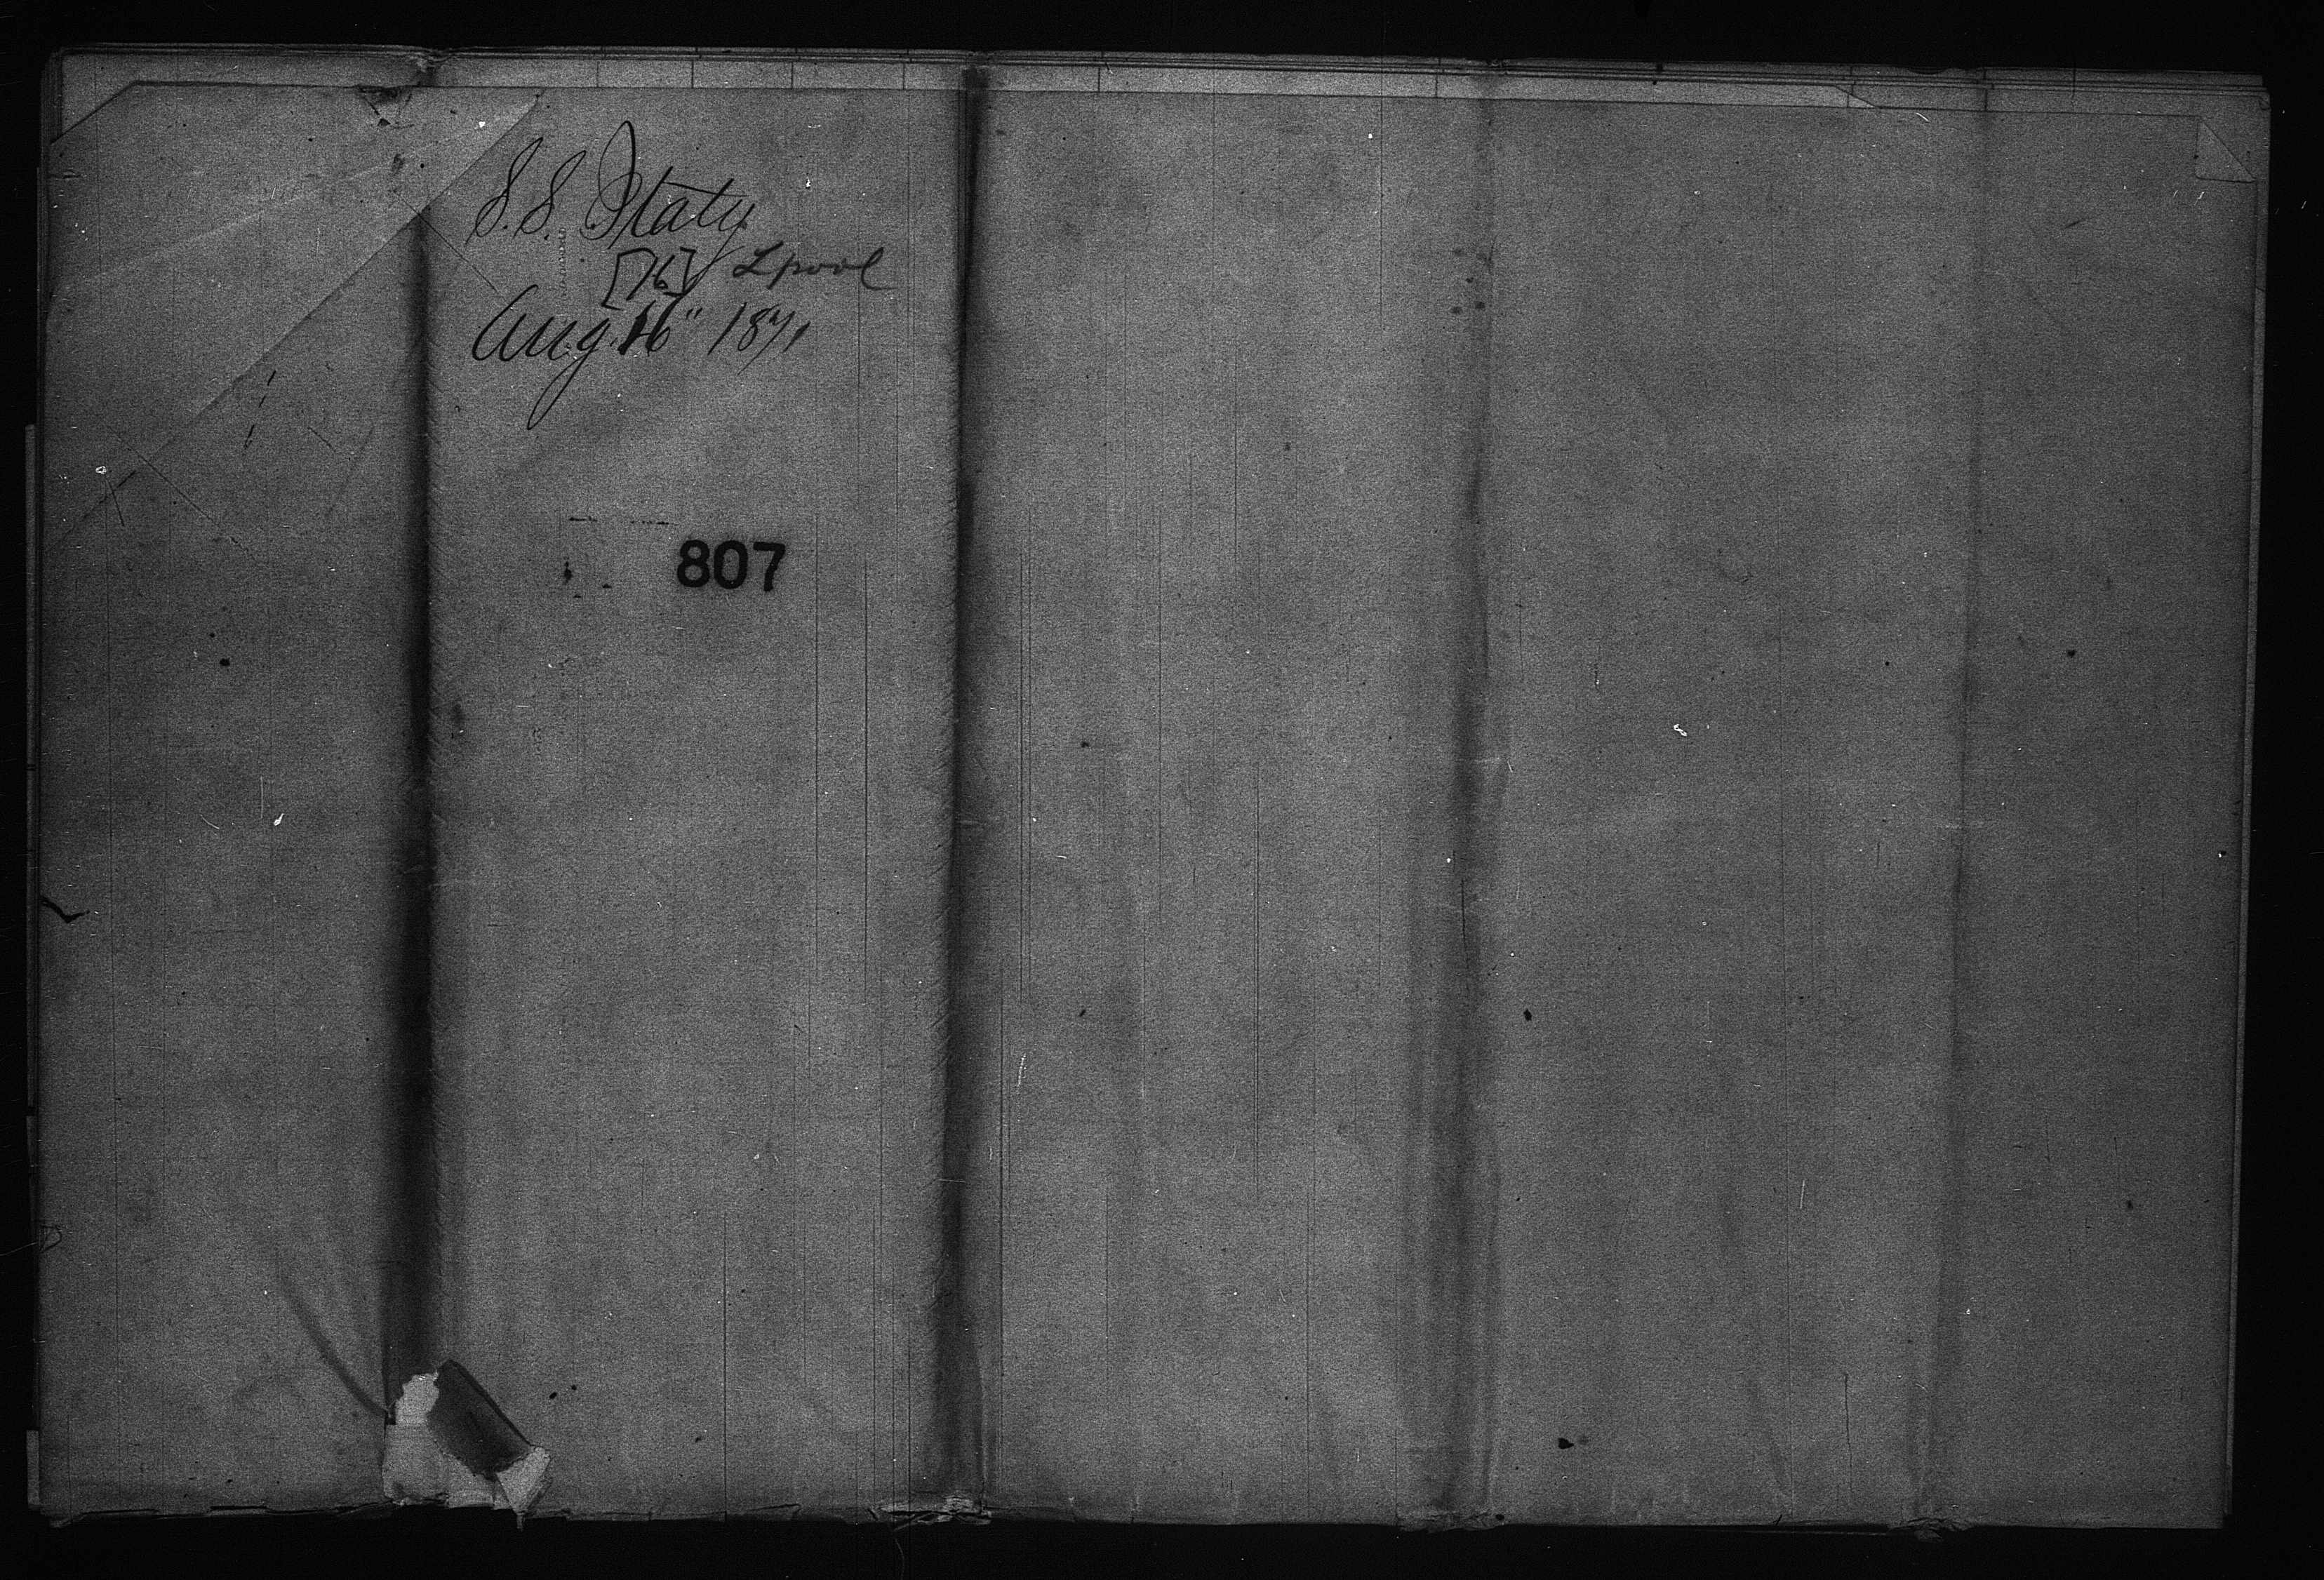 S.S. Italy
[76] Lpool
Aug. 16" 1871
807